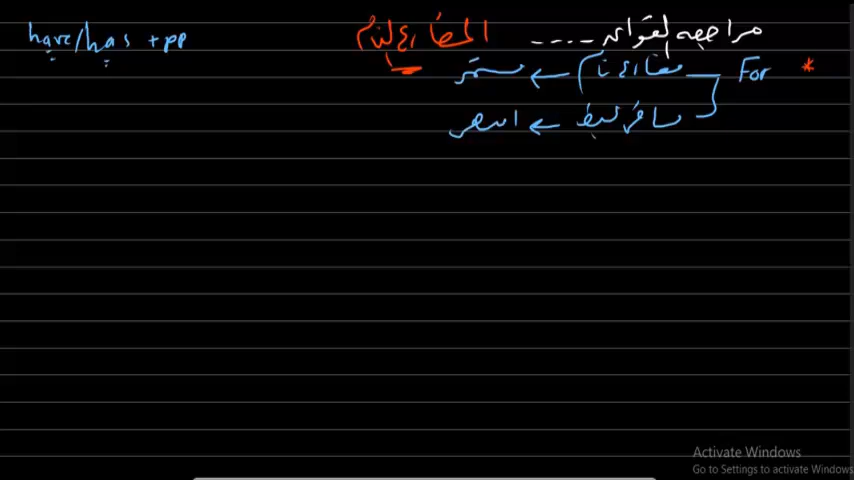 مراجعه لقواعد .... المضارع التام
have/has + pp
* For مضارع تام ← مستمر
ماضي بسيط ← انتهى
Activate Windows
Go to Settings to activate Windows.